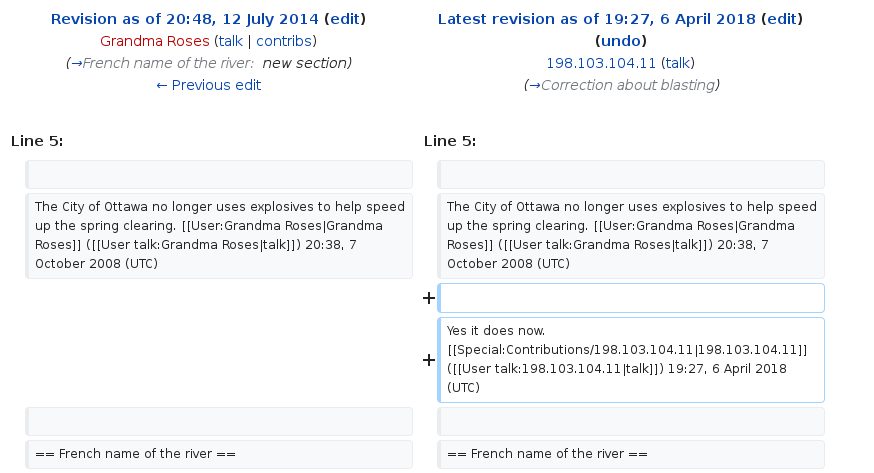 Revision as of 20:48, 12 July 2014 (edit)
Grandma Roses (talk | contribs)
(→French name of the river:  new section)
← Previous edit
Latest revision as of 19:27, 6 April 2018 (edit)
(undo)
198.103.104.11 (talk)
(→Correction about blasting)
Line 5:
Line 5:
The City of Ottawa no longer uses explosives to help speed
up the spring clearing. [[User:Grandma Roses|Grandma
Roses]] ([[User talk:Grandma Roses|talk]]) 20:38, 7
October 2008 (UTC)
The City of Ottawa no longer uses explosives to help speed
up the spring clearing. [[User:Grandma Roses|Grandma
Roses]] ([[User talk:Grandma Roses|talk]]) 20:38, 7
October 2008 (UTC)
+
+
Yes it does now.
[[Special:Contributions/198.103.104.11|198.103.104.11]]
([[User talk:198.103.104.11|talk]]) 19:27, 6 April 2018
(UTC)
== French name of the river ==
== French name of the river ==